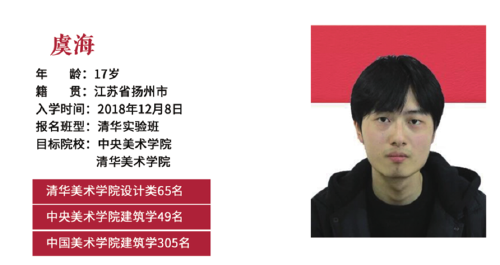 虞海
年 龄：17岁
籍 贯：江苏省扬州市
入学时间：2018年12月8日
报名班型：清华实验班
目标院校：中央美术学院
清华美术学院
清华美术学院设计类65名
中央美术学院建筑学49名
中国美术学院建筑学305名